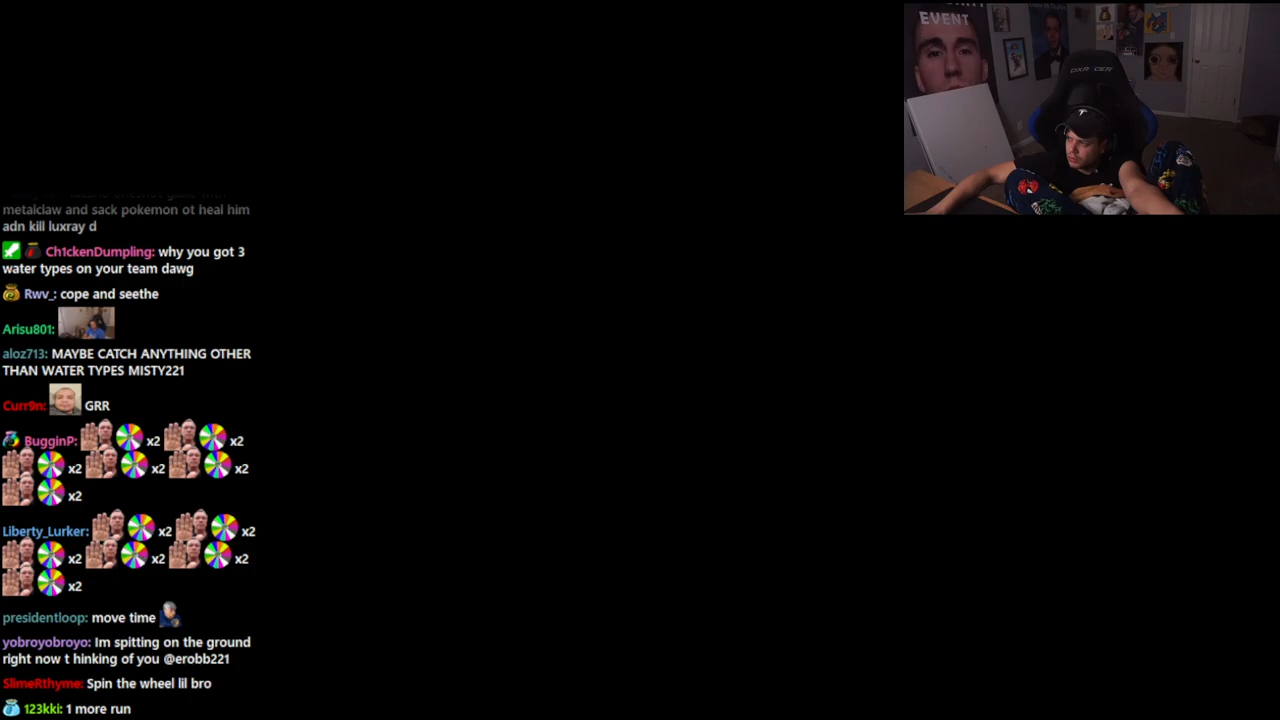 EVENT
DXRACER
metalclaw and sack pokemon ot heal him
adn kill luxray d
Ch1ckenDumpling: why you got 3
water types on your team dawg
Rwv_: cope and seethe
Arisu801:
aloz713: MAYBE CATCH ANYTHING OTHER
THAN WATER TYPES MISTY221
Curr9n: GRR
BugginP: x2 x2
x2 x2 x2
x2
Liberty_Lurker: x2 x2
x2 x2 x2
x2
presidentloop: move time
yobroyobroyo: Im spitting on the ground
right now t hinking of you @erobb221
SlimeRthyme: Spin the wheel lil bro
123kki: 1 more run